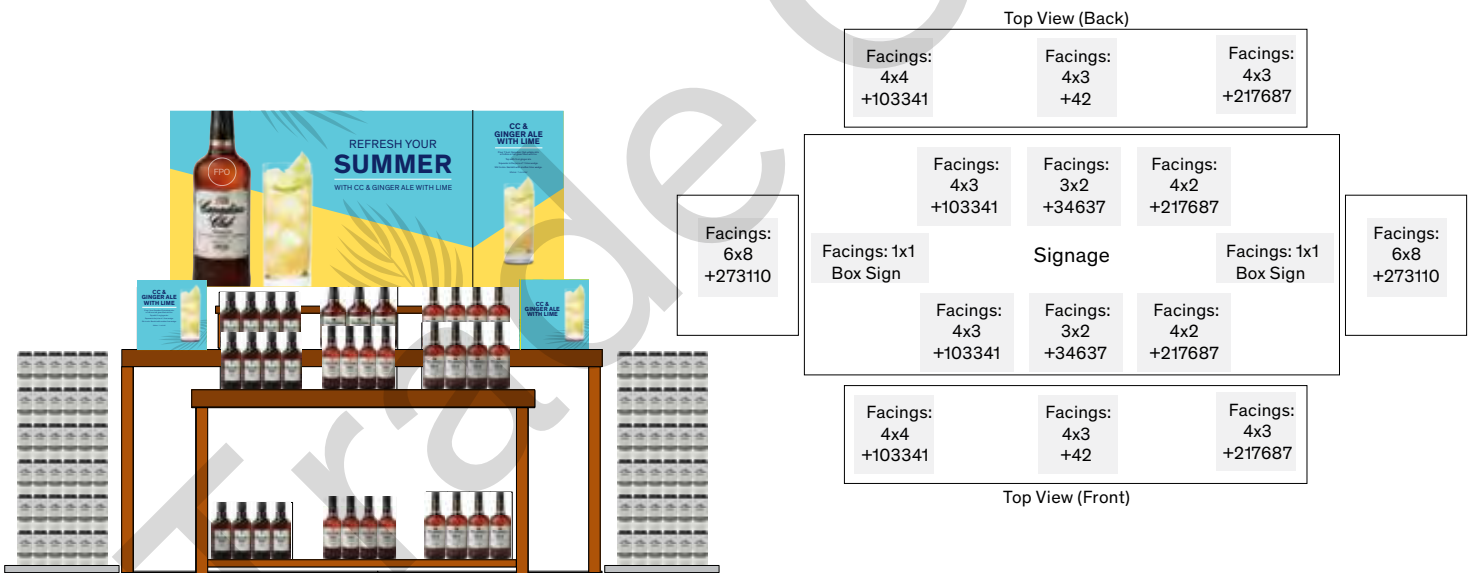 REFRESH YOUR
SUMMER
WITH CC & GINGER ALE WITH LIME
CC &
GINGER ALE
WITH LIME
FPO
Canadian
Club
CC &
GINGER ALE
WITH LIME
CC &
GINGER ALE
WITH LIME
Top View (Back)
Facings:
4x4
+103341
Facings:
4x3
+42
Facings:
4x3
+217687
Facings:
4x3
+103341
Facings:
3x2
+34637
Facings:
4x2
+217687
Facings:
6x8
+273110
Facings: 1x1
Box Sign
Signage
Facings: 1x1
Box Sign
Facings:
6x8
+273110
Facings:
4x3
+103341
Facings:
3x2
+34637
Facings:
4x2
+217687
Facings:
4x4
+103341
Facings:
4x3
+42
Facings:
4x3
+217687
Top View (Front)
Trade